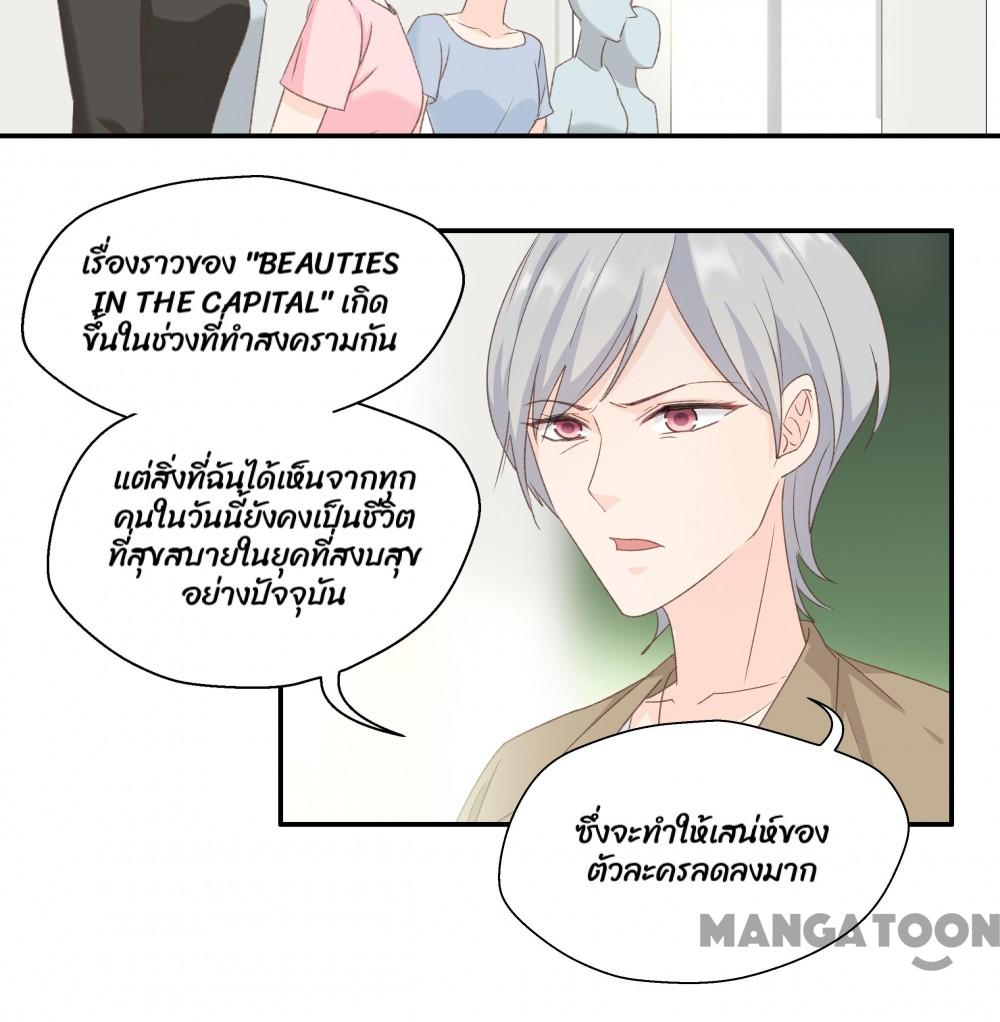 เรื่องราวของ "BEAUTIES
IN THE CAPITAL" เกิด
ขึ้นในช่วงที่ทำสงครามกัน
แต่สิ่งที่ฉันได้เห็นจากทุก
คนในวันนี้ยังคงเป็นชีวิต
ที่สุขสบายในยุคที่สงบสุข
อย่างปัจจุบัน
ซึ่งจะทำให้เสน่ห์ของ
ตัวละครลดลงมาก
MANGATOON